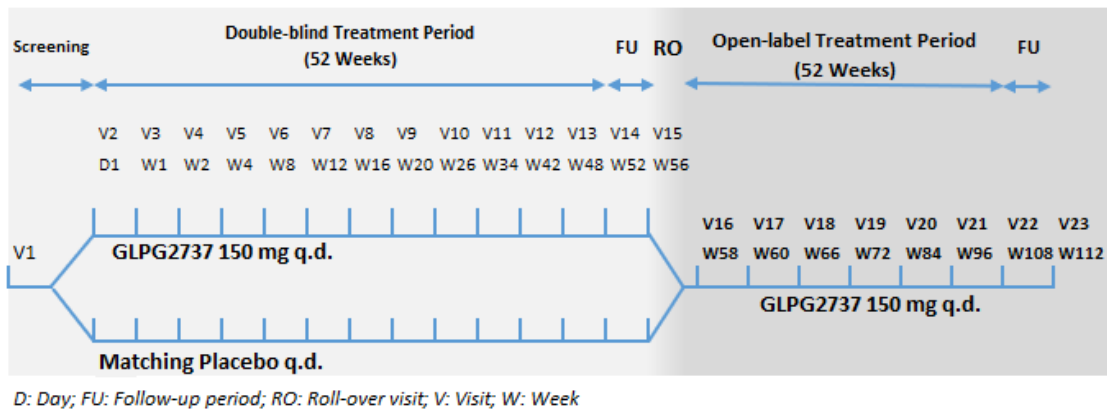 Screening
Double-blind Treatment Period
(52 Weeks)
FU
RO
Open-label Treatment Period
(52 Weeks)
FU
V2 V3 V4 V5 V6 V7 V8 V9 V10 V11 V12 V13 V14 V15
D1 W1 W2 W4 W8 W12 W16 W20 W26 W34 W42 W48 W52 W56
V1
GLPG2737 150 mg q.d.
Matching Placebo q.d.
V16 V17 V18 V19 V20 V21 V22 V23
W58 W60 W66 W72 W84 W96 W108 W112
GLPG2737 150 mg q.d.
D: Day; FU: Follow-up period; RO: Roll-over visit; V: Visit; W: Week